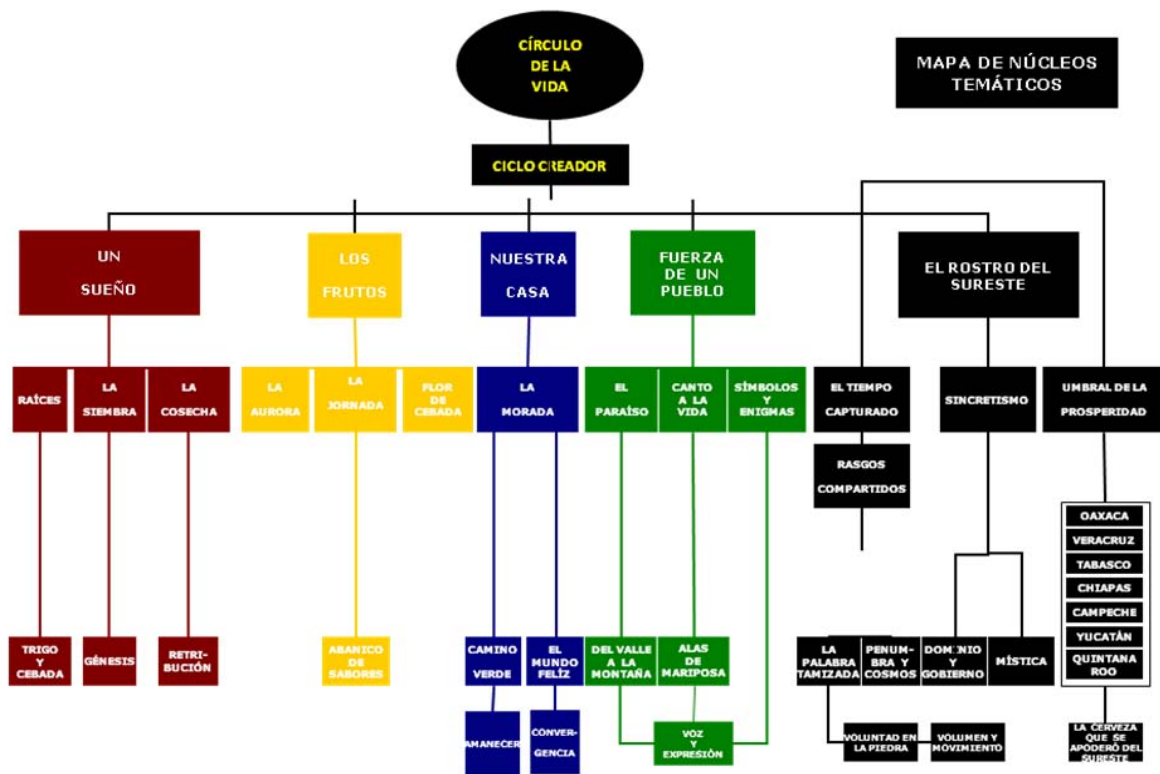 CÍRCULO
DE LA
VIDA
MAPA DE NÚCLEOS
TEMÁTICOS
CICLO CREADOR
UN
SUEÑO
LOS
FRUTOS
NUESTRA
CASA
FUERZA
DE UN
PUEBLO
EL ROSTRO DEL
SURESTE
RAÍCES
LA
SIEMBRA
LA
COSECHA
LA
AURORA
LA
JORNADA
FLOR
DE
CEBADA
LA
MORADA
EL
PARAÍSO
CANTO
A LA
VIDA
SÍMBOLOS
Y
ENIGMAS
EL TIEMPO
CAPTURADO
SINCRETISMO
UMBRAL DE LA
PROSPERIDAD
RASGOS
COMPARTIDOS
OAXACA
VERACRUZ
TABASCO
CHIAPAS
CAMPECHE
YUCATÁN
QUINTANA
ROO
TRIGO
Y
CEBADA
GÉNESIS
RETRI-
BUCIÓN
ABANICO
DE
SABORES
CAMINO
VERDE
EL
MUNDO
FELÍZ
DEL VALLE
A LA
MONTAÑA
ALAS
DE
MARIPOSA
LA
PALABRA
TAMIZADA
PENUM-
BRA Y
COSMOS
DOMINIO
Y
GOBIERNO
MÍSTICA
AMANECER
CONVER-
GENCIA
VOZ
Y
EXPRESIÓN
VOLUNTAD EN
LA PIEDRA
VOLUMEN Y
MOVIMIENTO
LA CERVEZA
QUE SE
APODERÓ DEL
SURESTE